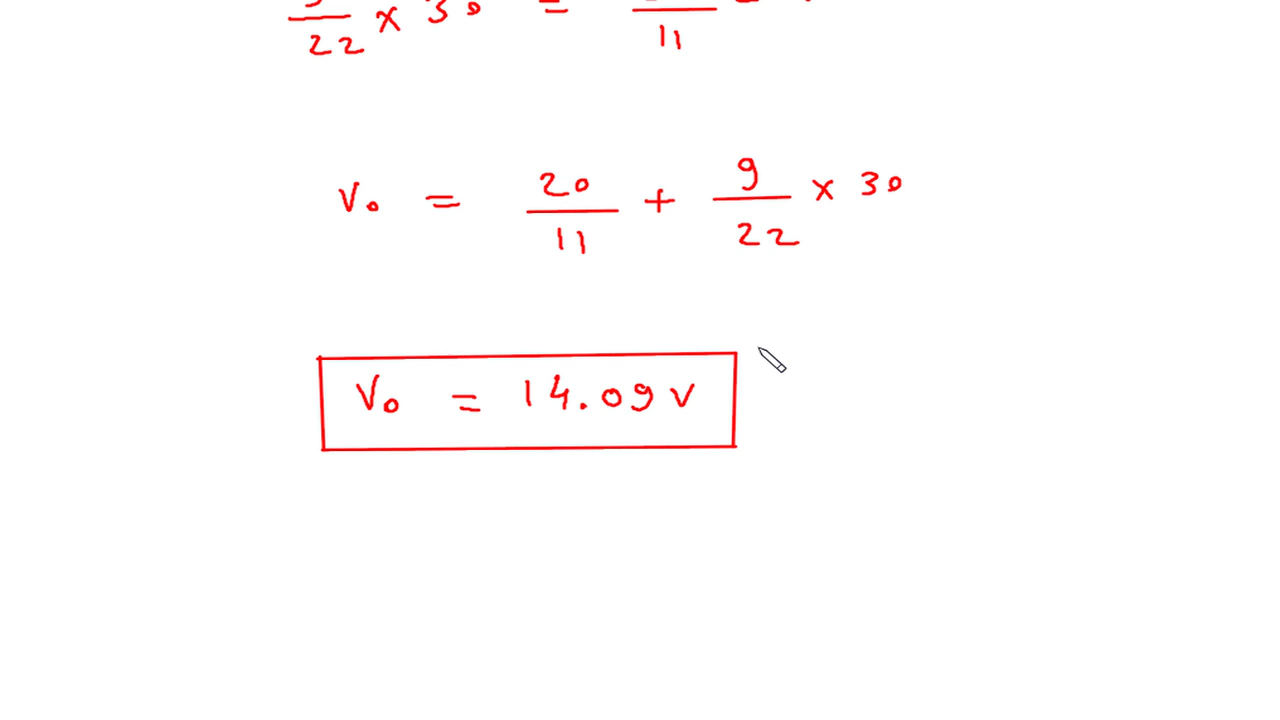 /22 × 30 = /11
V₀ = 20/11 + 9/22 × 30
V₀ = 14.09 V